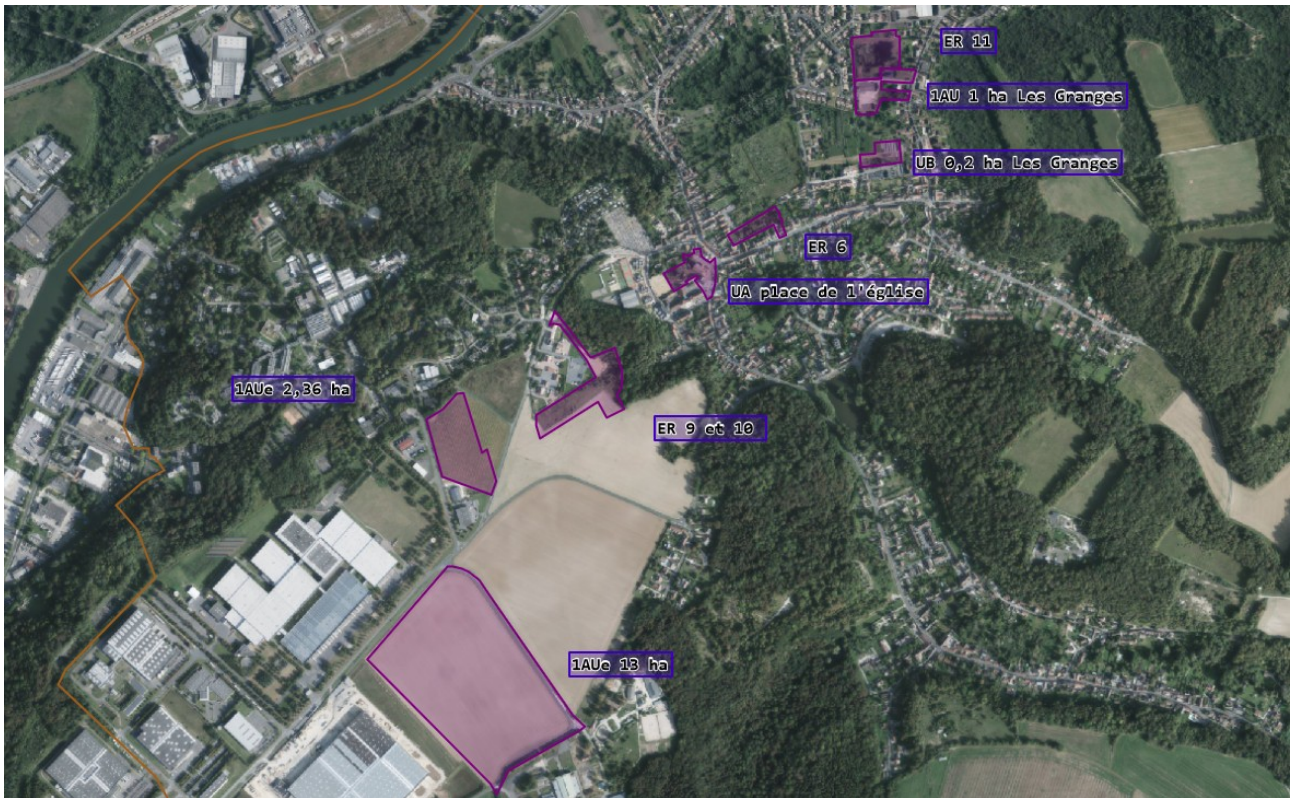 ER 11
1AU 1 ha Les Granges
UB 0,2 ha Les Granges
ER 6
UA place de l'église
1AUe 2,36 ha
ER 9 et 10
1AUe 13 ha